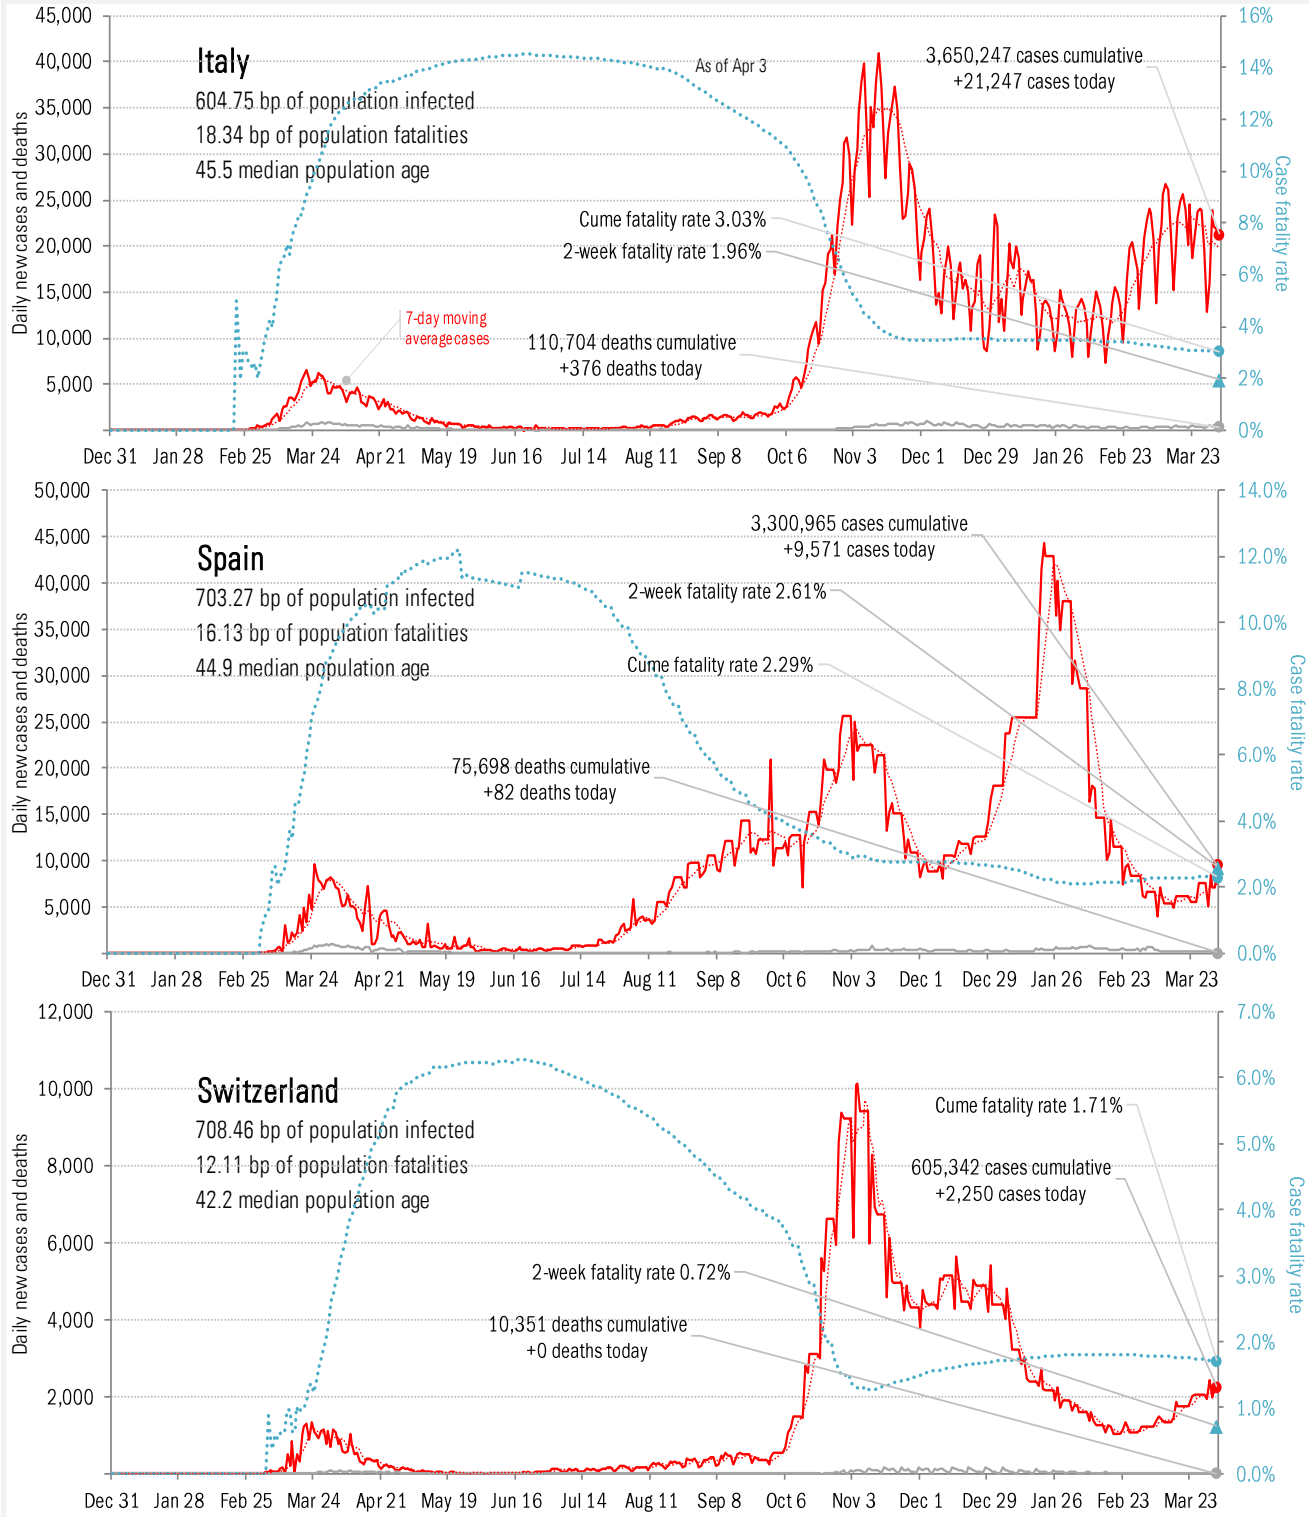 45,000
40,000
35,000
30,000
25,000
20,000
15,000
10,000
5,000
Daily new cases and deaths
Italy
604.75 bp of population infected
18.34 bp of population fatalities
45.5 median population age
As of Apr 3
3,650,247 cases cumulative
+21,247 cases today
Cume fatality rate 3.03%
2-week fatality rate 1.96%
7-day moving
average cases
110,704 deaths cumulative
+376 deaths today
16%
14%
12%
10%
8%
6%
4%
2%
0%
Case fatality rate
Dec 31 Jan 28 Feb 25 Mar 24 Apr 21 May 19 Jun 16 Jul 14 Aug 11 Sep 8 Oct 6 Nov 3 Dec 1 Dec 29 Jan 26 Feb 23 Mar 23
50,000
45,000
40,000
35,000
30,000
25,000
20,000
15,000
10,000
5,000
Daily new cases and deaths
Spain
703.27 bp of population infected
16.13 bp of population fatalities
44.9 median population age
3,300,965 cases cumulative
+9,571 cases today
2-week fatality rate 2.61%
Cume fatality rate 2.29%
75,698 deaths cumulative
+82 deaths today
14.0%
12.0%
10.0%
8.0%
6.0%
4.0%
2.0%
0.0%
Case fatality rate
Dec 31 Jan 28 Feb 25 Mar 24 Apr 21 May 19 Jun 16 Jul 14 Aug 11 Sep 8 Oct 6 Nov 3 Dec 1 Dec 29 Jan 26 Feb 23 Mar 23
12,000
10,000
8,000
6,000
4,000
2,000
Daily new cases and deaths
Switzerland
708.46 bp of population infected
12.11 bp of population fatalities
42.2 median population age
Cume fatality rate 1.71%
605,342 cases cumulative
+2,250 cases today
2-week fatality rate 0.72%
10,351 deaths cumulative
+0 deaths today
7.0%
6.0%
5.0%
4.0%
3.0%
2.0%
1.0%
0.0%
Case fatality rate
Dec 31 Jan 28 Feb 25 Mar 24 Apr 21 May 19 Jun 16 Jul 14 Aug 11 Sep 8 Oct 6 Nov 3 Dec 1 Dec 29 Jan 26 Feb 23 Mar 23